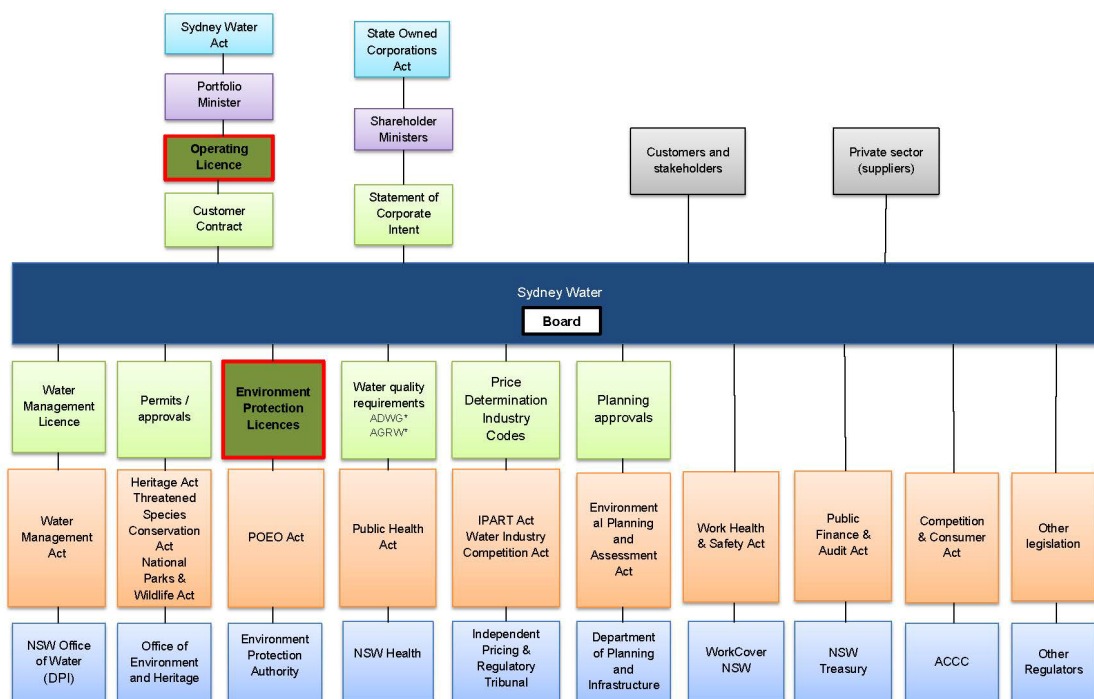 Sydney Water
Act
State Owned
Corporations
Act
Portfolio
Minister
Shareholder
Ministers
Operating
Licence
Customers and
stakeholders
Private sector
(suppliers)
Customer
Contract
Statement of
Corporate
Intent
Sydney Water
Board
Water
Management
Licence
Permits /
approvals
Environment
Protection
Licences
Water quality
requirements
ADWG*
AGRW*
Price
Determination
Industry
Codes
Planning
approvals
Water
Management
Act
Heritage Act
Threatened
Species
Conservation
Act
National
Parks &
Wildlife Act
POEO Act
Public Health
Act
IPART Act
Water Industry
Competition Act
Environment
al Planning
and
Assessment
Act
Work Health
& Safety Act
Public
Finance &
Audit Act
Competition
& Consumer
Act
Other
legislation
NSW Office
of Water
(DPI)
Office of
Environment
and Heritage
Environment
Protection
Authority
NSW Health
Independent
Pricing &
Regulatory
Tribunal
Department
of Planning
and
Infrastructure
WorkCover
NSW
NSW
Treasury
ACCC
Other
Regulators